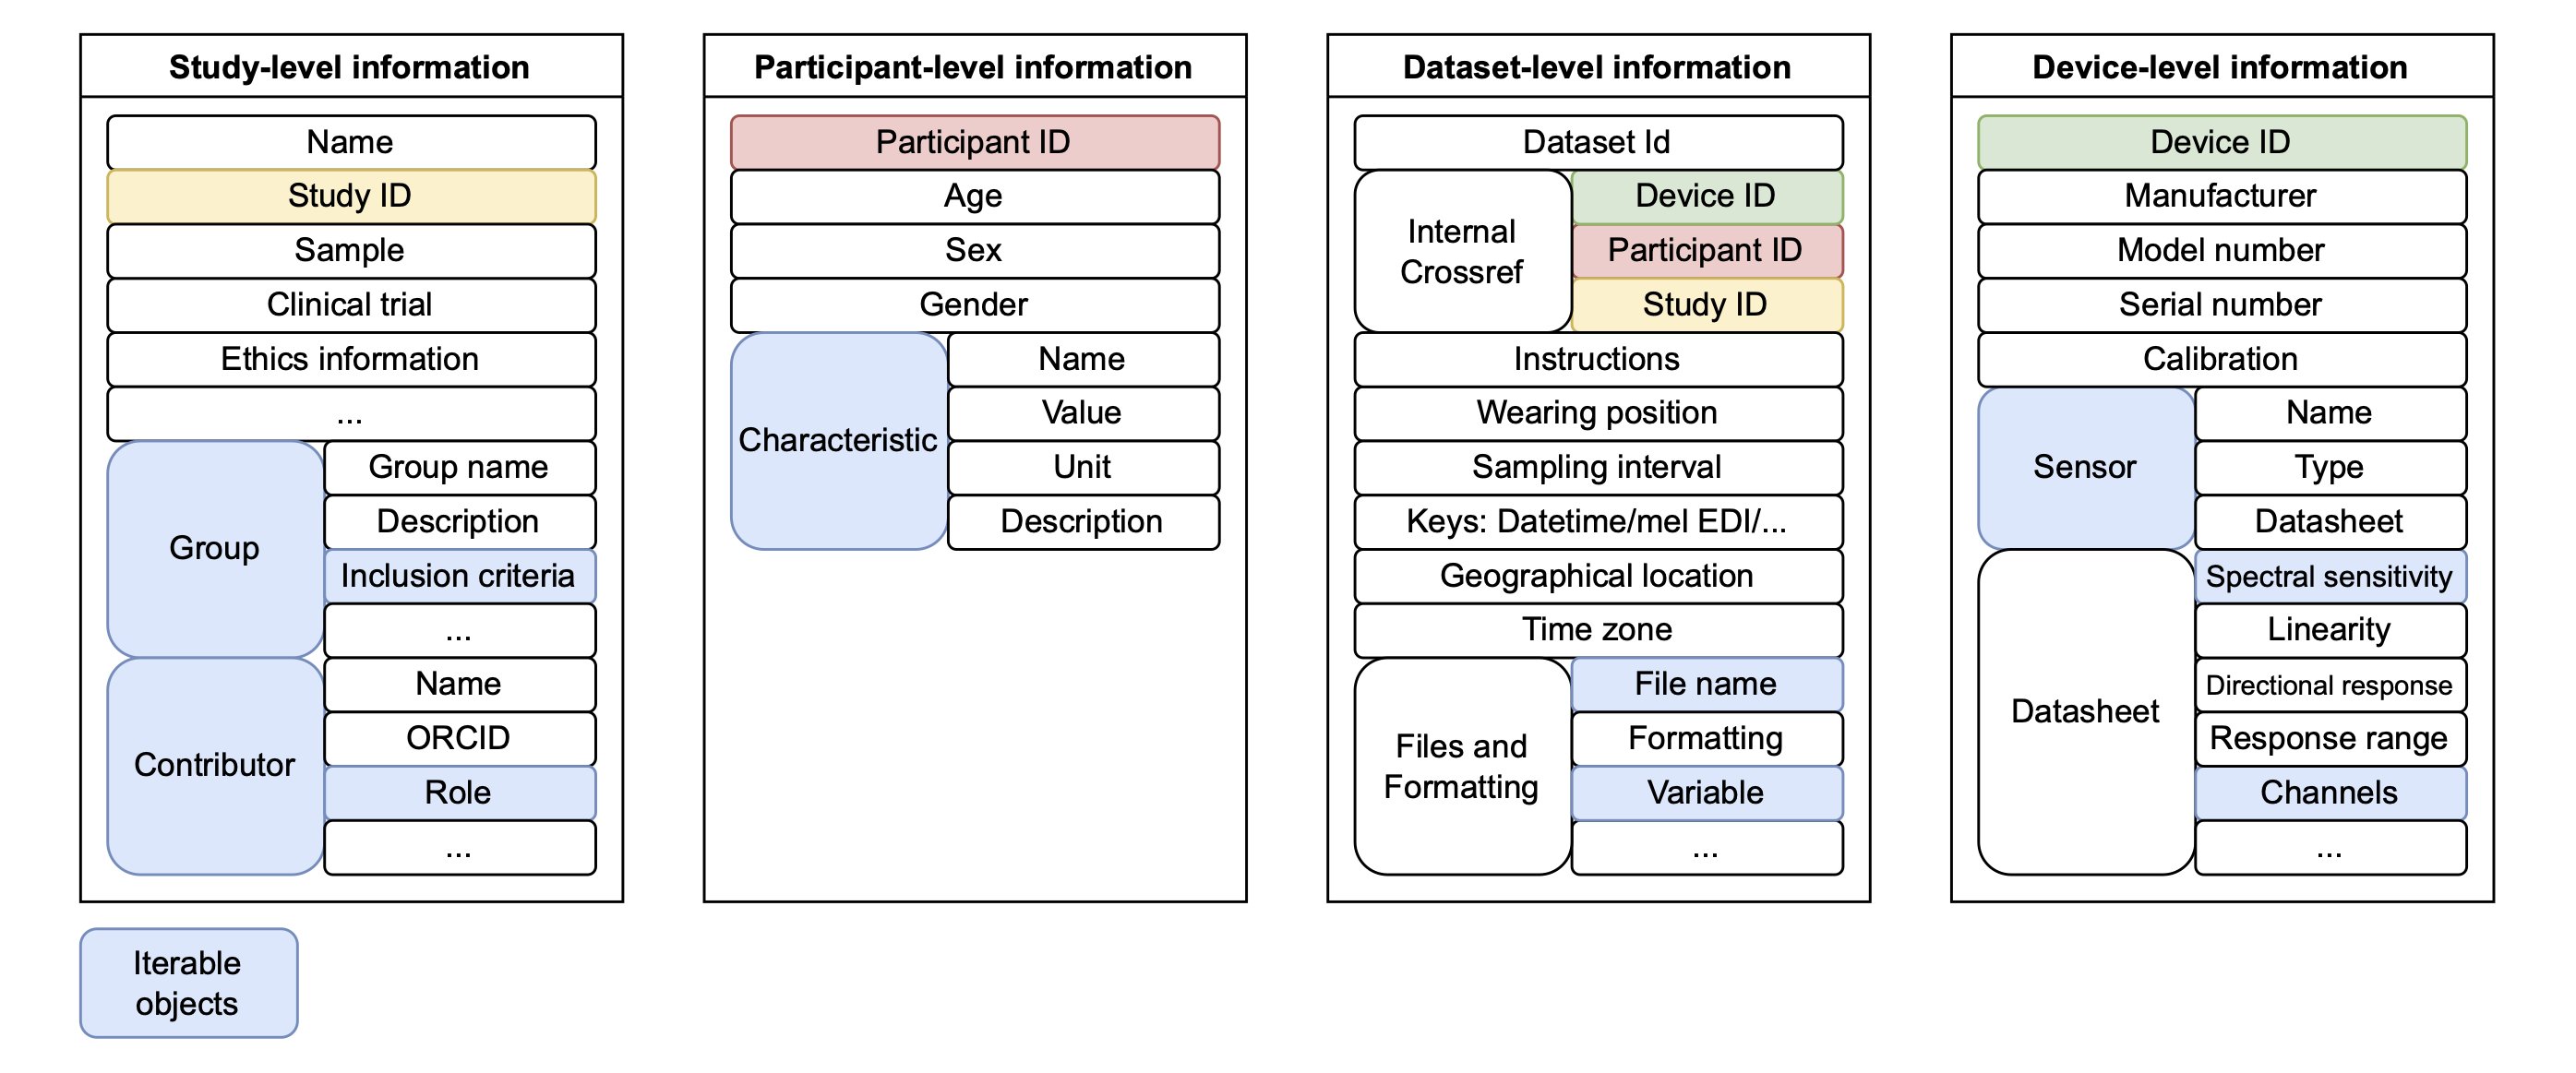 Study-level information
Name
Study ID
Sample
Clinical trial
Ethics information
...
Group
Group name
Description
Inclusion criteria
...
Contributor
Name
ORCID
Role
...
Participant-level information
Participant ID
Age
Sex
Gender
Characteristic
Name
Value
Unit
Description
Dataset-level information
Dataset Id
Internal
Crossref
Device ID
Participant ID
Study ID
Instructions
Wearing position
Sampling interval
Keys: Datetime/mel EDI/...
Geographical location
Time zone
Files and
Formatting
File name
Formatting
Variable
...
Device-level information
Device ID
Manufacturer
Model number
Serial number
Calibration
Sensor
Name
Type
Datasheet
Datasheet
Spectral sensitivity
Linearity
Directional response
Response range
Channels
...
Iterable
objects